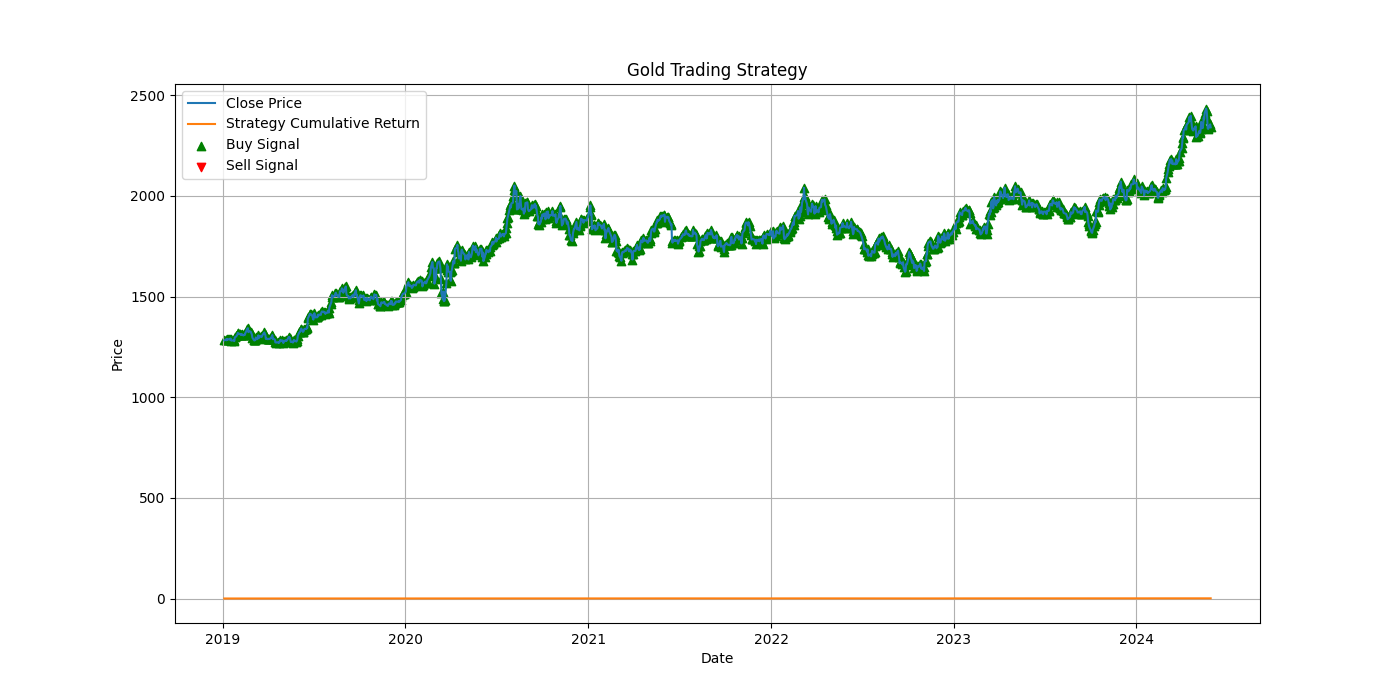 Gold Trading Strategy
Close Price
Strategy Cumulative Return
Buy Signal
Sell Signal
2500
2000
1500
1000
500
0
Price
2019
2020
2021
2022
2023
2024
Date